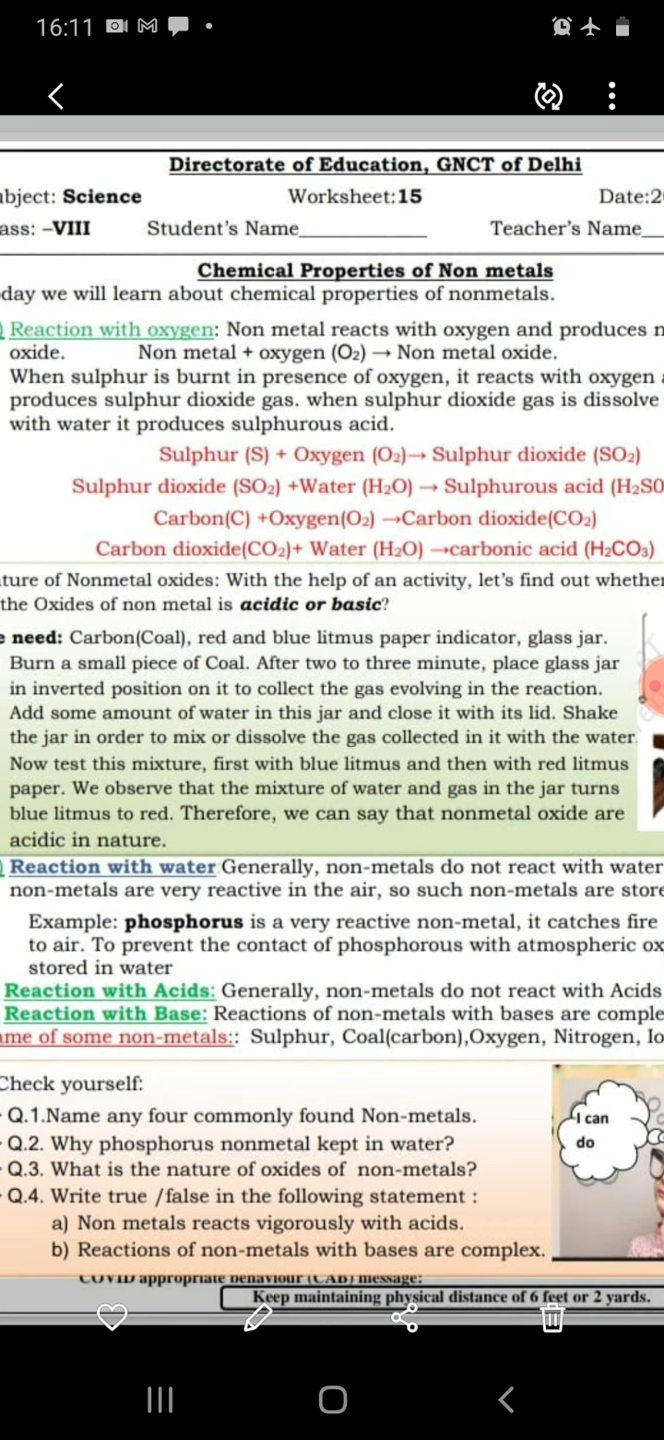 16:11
Directorate of Education, GNCT of Delhi
ubject: Science Worksheet:15 Date:2
ass: –VIII Student's Name____________ Teacher's Name__
Chemical Properties of Non metals
day we will learn about chemical properties of nonmetals.
) Reaction with oxygen: Non metal reacts with oxygen and produces n
oxide. Non metal + oxygen (O₂) → Non metal oxide.
When sulphur is burnt in presence of oxygen, it reacts with oxygen a
produces sulphur dioxide gas. when sulphur dioxide gas is dissolve
with water it produces sulphurous acid.
Sulphur (S) + Oxygen (O₂)→ Sulphur dioxide (SO₂)
Sulphur dioxide (SO₂) +Water (H₂O) → Sulphurous acid (H₂SO
Carbon(C) +Oxygen(O₂) →Carbon dioxide(CO₂)
Carbon dioxide(CO₂)+ Water (H₂O) →carbonic acid (H₂CO₃)
ture of Nonmetal oxides: With the help of an activity, let's find out whether
the Oxides of non metal is acidic or basic?
e need: Carbon(Coal), red and blue litmus paper indicator, glass jar.
Burn a small piece of Coal. After two to three minute, place glass jar
in inverted position on it to collect the gas evolving in the reaction.
Add some amount of water in this jar and close it with its lid. Shake
the jar in order to mix or dissolve the gas collected in it with the water.
Now test this mixture, first with blue litmus and then with red litmus
paper. We observe that the mixture of water and gas in the jar turns
blue litmus to red. Therefore, we can say that nonmetal oxide are
acidic in nature.
) Reaction with water:Generally, non-metals do not react with water
non-metals are very reactive in the air, so such non-metals are store
Example: phosphorus is a very reactive non-metal, it catches fire
to air. To prevent the contact of phosphorous with atmospheric ox
stored in water
Reaction with Acids: Generally, non-metals do not react with Acids
Reaction with Base: Reactions of non-metals with bases are comple
ame of some non-metals:: Sulphur, Coal(carbon),Oxygen, Nitrogen, Io
Check yourself:
Q.1.Name any four commonly found Non-metals.
Q.2. Why phosphorus nonmetal kept in water?
Q.3. What is the nature of oxides of non-metals?
Q.4. Write true /false in the following statement :
a) Non metals reacts vigorously with acids.
b) Reactions of non-metals with bases are complex.
I can
do
COVID appropriate behaviour (CAB) message:
Keep maintaining physical distance of 6 feet or 2 yards.